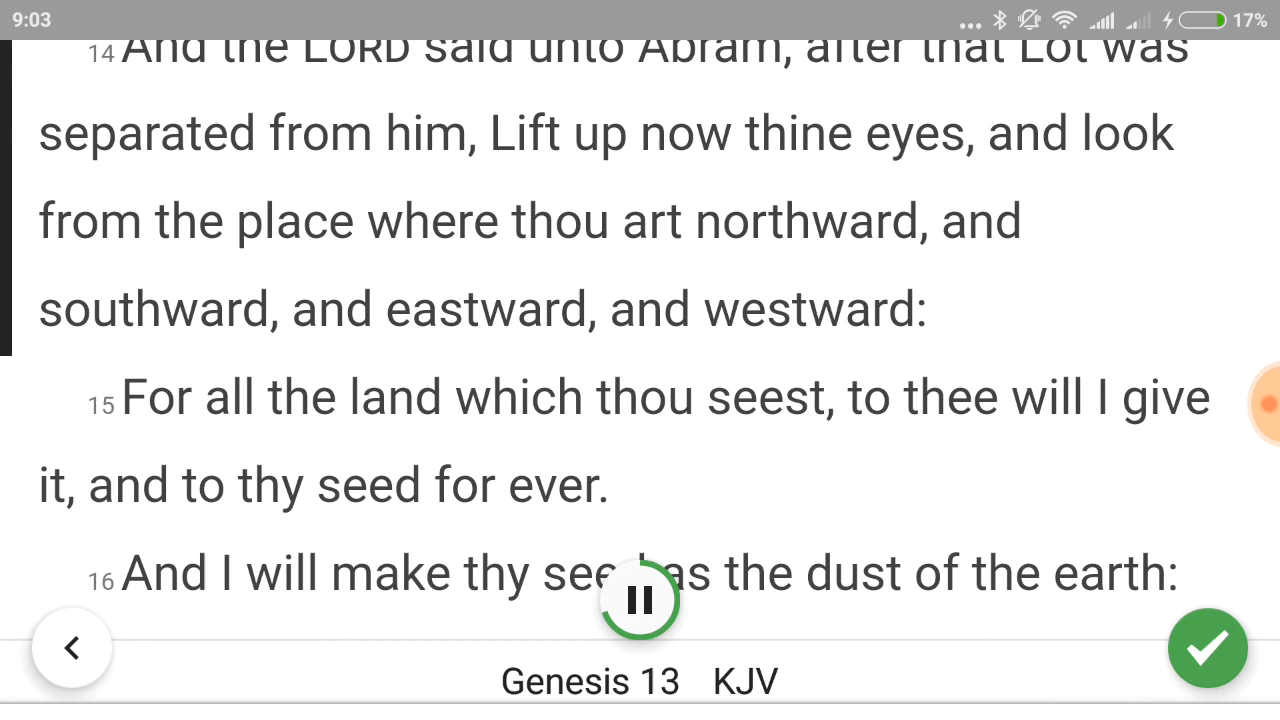 9:03 ... 17%
14 And the LORD said unto Abram, after that Lot was
separated from him, Lift up now thine eyes, and look
from the place where thou art northward, and
southward, and eastward, and westward:
15 For all the land which thou seest, to thee will I give
it, and to thy seed for ever.
16 And I will make thy seed as the dust of the earth:
Genesis 13 KJV